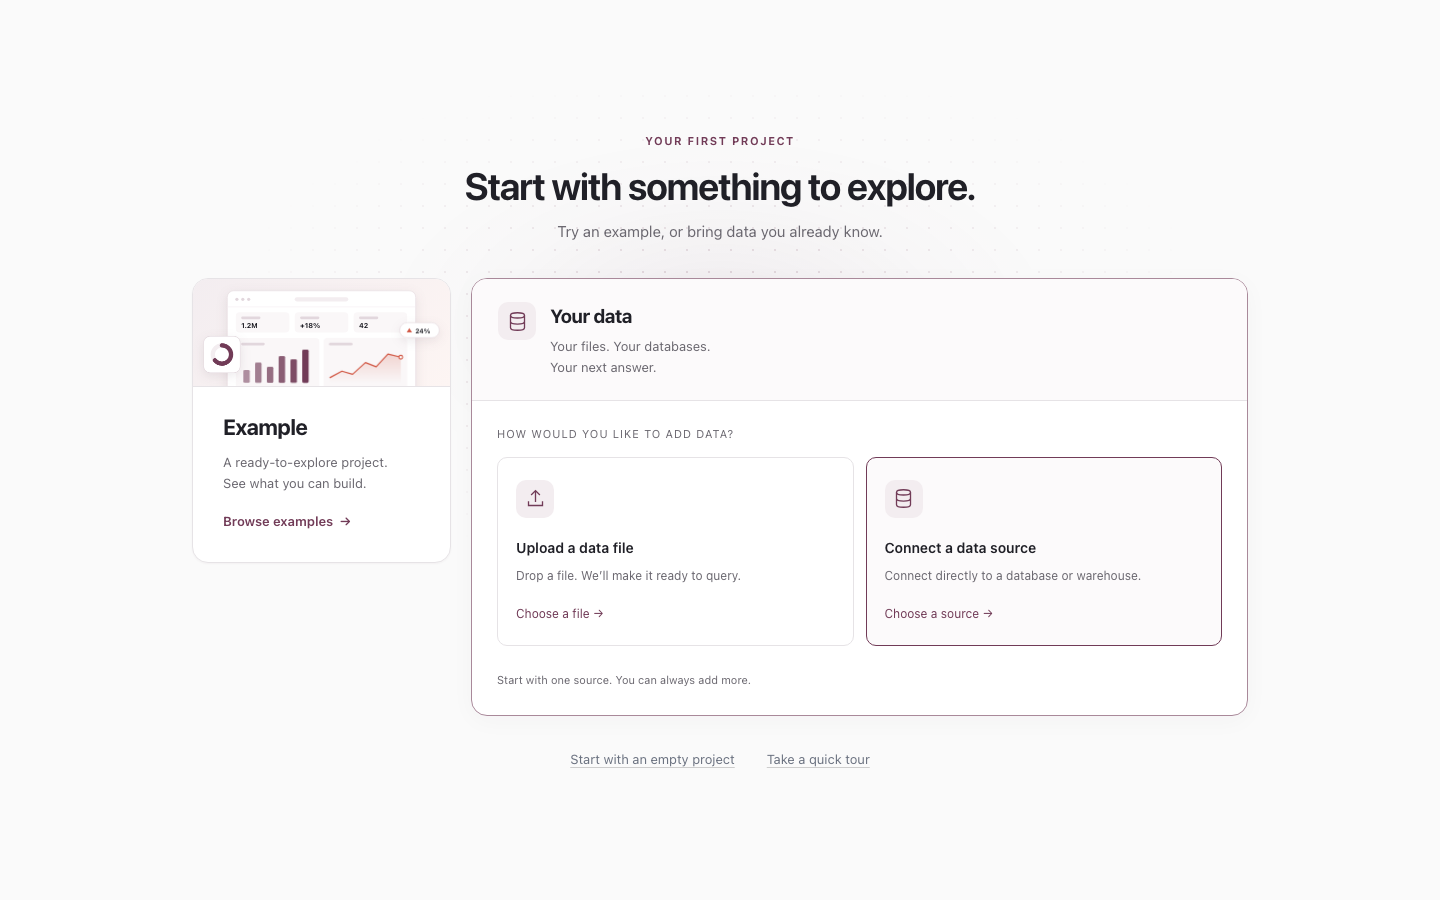 YOUR FIRST PROJECT
Start with something to explore.
Try an example, or bring data you already know.
1.2M
+18%
42
24%
Example
A ready-to-explore project.
See what you can build.
Browse examples →
Your data
Your files. Your databases.
Your next answer.
HOW WOULD YOU LIKE TO ADD DATA?
Upload a data file
Drop a file. We’ll make it ready to query.
Choose a file →
Connect a data source
Connect directly to a database or warehouse.
Choose a source →
Start with one source. You can always add more.
Start with an empty project
Take a quick tour